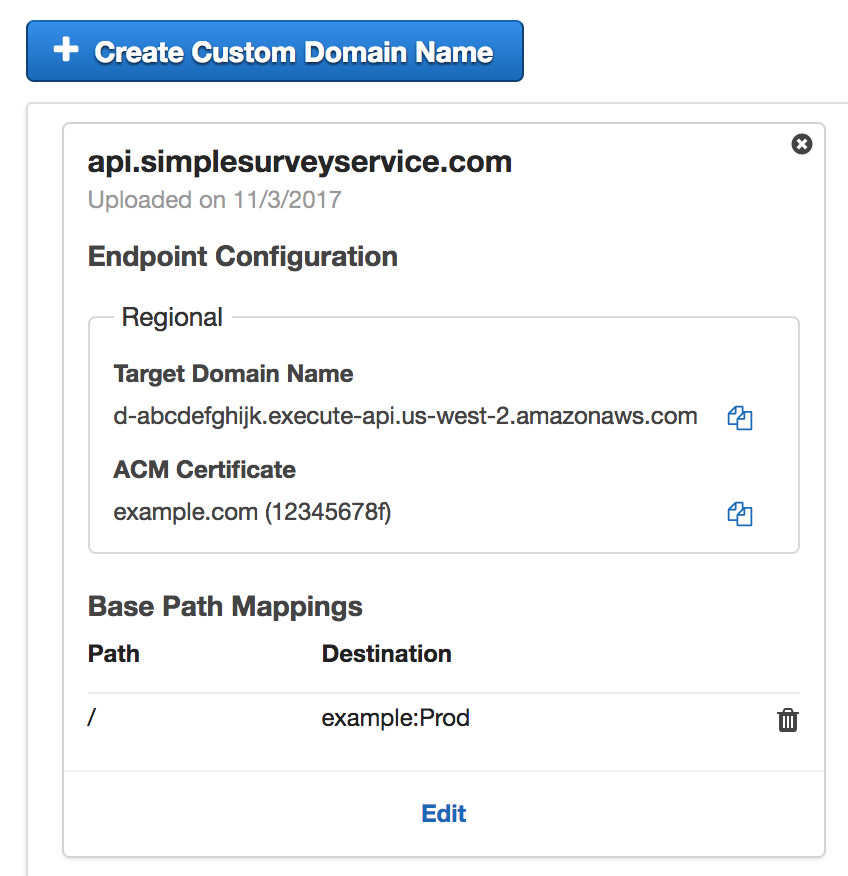 Create Custom Domain Name
api.simplesurveyservice.com
Uploaded on 11/3/2017
Endpoint Configuration
Regional
Target Domain Name
d-abcdefghijk.execute-api.us-west-2.amazonaws.com
ACM Certificate
example.com (12345678f)
Base Path Mappings
Path Destination
/ example:Prod
Edit